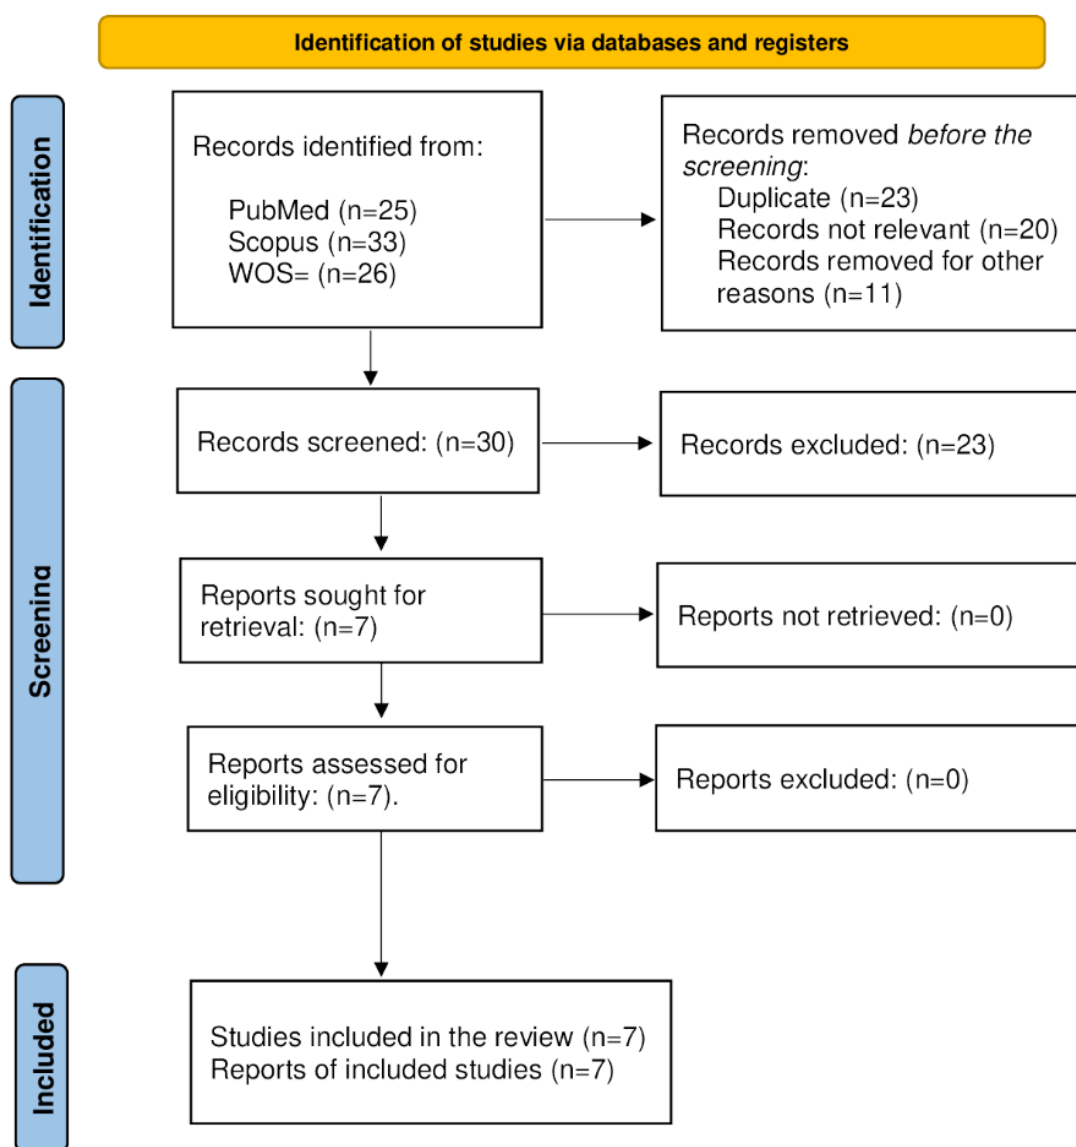 Identification of studies via databases and registers
Identification
Records identified from:
PubMed (n=25)
Scopus (n=33)
WOS= (n=26)
Records removed before the
screening:
Duplicate (n=23)
Records not relevant (n=20)
Records removed for other
reasons (n=11)
Screening
Records screened: (n=30)
Records excluded: (n=23)
Reports sought for
retrieval: (n=7)
Reports not retrieved: (n=0)
Reports assessed for
eligibility: (n=7).
Reports excluded: (n=0)
Included
Studies included in the review (n=7)
Reports of included studies (n=7)